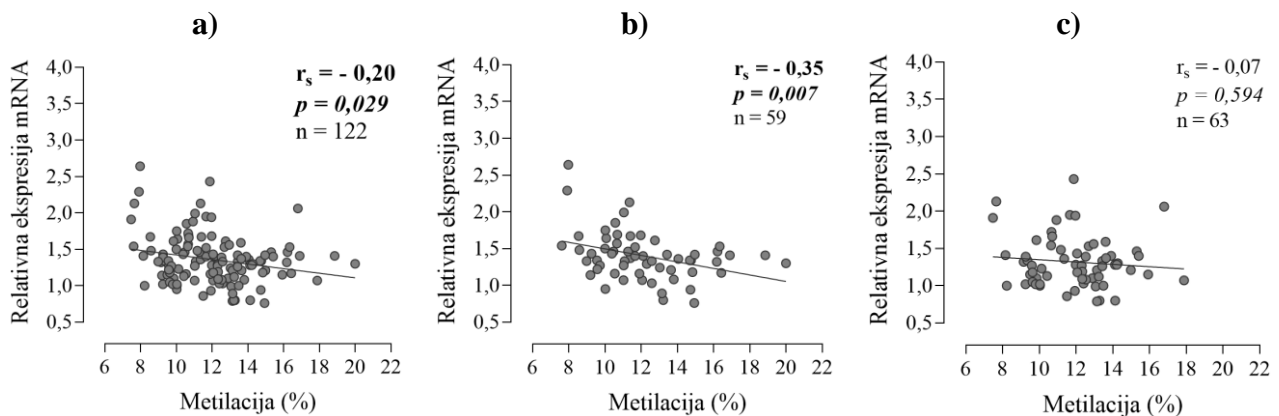 a)
Relativna ekspresija mRNA
4,0
3,5
3,0
2,5
2,0
1,5
1,0
0,5
r_s = - 0,20
p = 0,029
n = 122
6 8 10 12 14 16 18 20 22
Metilacija (%)
b)
Relativna ekspresija mRNA
4,0
3,5
3,0
2,5
2,0
1,5
1,0
0,5
r_s = - 0,35
p = 0,007
n = 59
6 8 10 12 14 16 18 20 22
Metilacija (%)
c)
Relativna ekspresija mRNA
4,0
3,5
3,0
2,5
2,0
1,5
1,0
0,5
r_s = - 0,07
p = 0,594
n = 63
6 8 10 12 14 16 18 20 22
Metilacija (%)